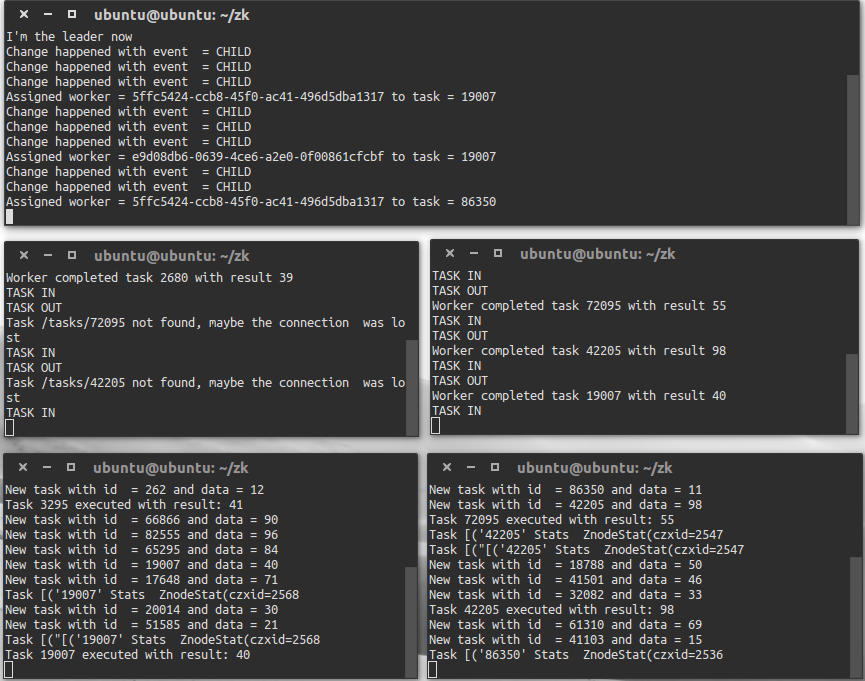 ubuntu@ubuntu: ~/zk
I'm the leader now
Change happened with event  = CHILD
Change happened with event  = CHILD
Change happened with event  = CHILD
Assigned worker = 5ffc5424-ccb8-45f0-ac41-496d5dba1317 to task = 19007
Change happened with event  = CHILD
Change happened with event  = CHILD
Change happened with event  = CHILD
Assigned worker = e9d08db6-0639-4ce6-a2e0-0f00861cfcbf to task = 19007
Change happened with event  = CHILD
Change happened with event  = CHILD
Assigned worker = 5ffc5424-ccb8-45f0-ac41-496d5dba1317 to task = 86350
ubuntu@ubuntu: ~/zk
Worker completed task 2680 with result 39
TASK IN
TASK OUT
Task /tasks/72095 not found, maybe the connection  was lo
st
TASK IN
TASK OUT
Task /tasks/42205 not found, maybe the connection  was lo
st
TASK IN
ubuntu@ubuntu: ~/zk
TASK IN
TASK OUT
Worker completed task 72095 with result 55
TASK IN
TASK OUT
Worker completed task 42205 with result 98
TASK IN
TASK OUT
Worker completed task 19007 with result 40
TASK IN
ubuntu@ubuntu: ~/zk
New task with id  = 262 and data = 12
Task 3295 executed with result: 41
New task with id  = 66866 and data = 90
New task with id  = 82555 and data = 96
New task with id  = 65295 and data = 84
New task with id  = 19007 and data = 40
New task with id  = 17648 and data = 71
Task [('19007' Stats  ZnodeStat(czxid=2568
New task with id  = 20014 and data = 30
New task with id  = 51585 and data = 21
Task [("[('19007' Stats  ZnodeStat(czxid=2568
Task 19007 executed with result: 40
ubuntu@ubuntu: ~/zk
New task with id  = 86350 and data = 11
New task with id  = 42205 and data = 98
Task 72095 executed with result: 55
Task [('42205' Stats  ZnodeStat(czxid=2547
Task [("[('42205' Stats  ZnodeStat(czxid=2547
New task with id  = 18788 and data = 50
New task with id  = 41501 and data = 46
New task with id  = 32082 and data = 33
Task 42205 executed with result: 98
New task with id  = 61310 and data = 69
New task with id  = 41103 and data = 15
Task [('86350' Stats  ZnodeStat(czxid=2536